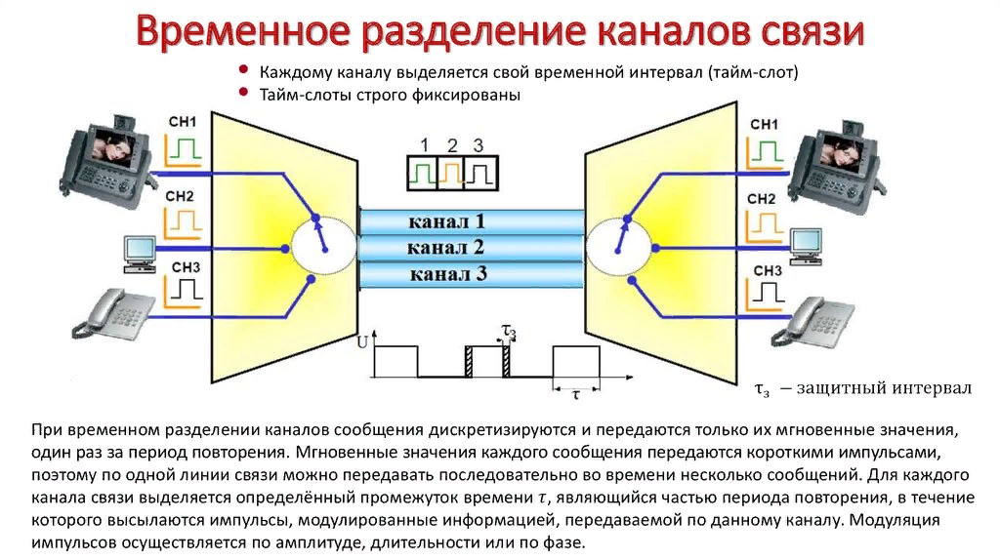 Временное разделение каналов связи
• Каждому каналу выделяется свой временной интервал (тайм-слот)
• Тайм-слоты строго фиксированы
CH1
CH1
1 2 3
CH2
CH2
канал 1
канал 2
CH3
CH3
канал 3
τз
U
τ
τз – защитный интервал
При временном разделении каналов сообщения дискретизируются и передаются только их мгновенные значения,
один раз за период повторения. Мгновенные значения каждого сообщения передаются короткими импульсами,
поэтому по одной линии связи можно передавать последовательно во времени несколько сообщений. Для каждого
канала связи выделяется определённый промежуток времени τ, являющийся частью периода повторения, в течение
которого высылаются импульсы, модулированные информацией, передаваемой по данному каналу. Модуляция
импульсов осуществляется по амплитуде, длительности или по фазе.